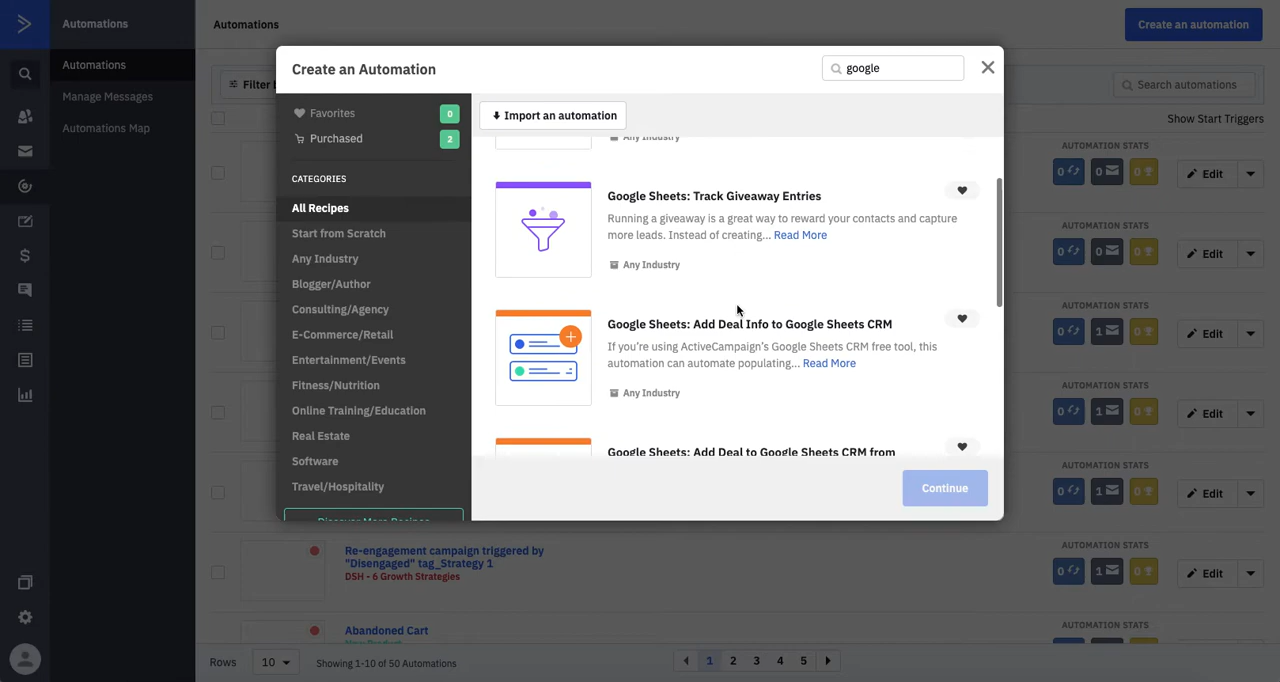 Automations
Automations
Manage Messages
Automations Map
Automations
Create an automation
Filter
Search automations
Show Start Triggers
Create an Automation
google
Favorites
0
Purchased
2
CATEGORIES
All Recipes
Start from Scratch
Any Industry
Blogger/Author
Consulting/Agency
E-Commerce/Retail
Entertainment/Events
Fitness/Nutrition
Online Training/Education
Real Estate
Software
Travel/Hospitality
Discover More Recipes
Import an automation
Any Industry
Google Sheets: Track Giveaway Entries
Running a giveaway is a great way to reward your contacts and capture
more leads. Instead of creating... Read More
Any Industry
Google Sheets: Add Deal Info to Google Sheets CRM
If you're using ActiveCampaign's Google Sheets CRM free tool, this
automation can automate populating... Read More
Any Industry
Google Sheets: Add Deal to Google Sheets CRM from
Continue
AUTOMATION STATS
0 0 0 Edit
AUTOMATION STATS
0 0 0 Edit
AUTOMATION STATS
0 1 0 Edit
AUTOMATION STATS
0 1 0 Edit
AUTOMATION STATS
0 1 0 Edit
Re-engagement campaign triggered by
"Disengaged" tag_Strategy 1
DSH - 6 Growth Strategies
AUTOMATION STATS
0 1 0 Edit
Abandoned Cart
AUTOMATION STATS
Rows 10 Showing 1-10 of 50 Automations
1 2 3 4 5